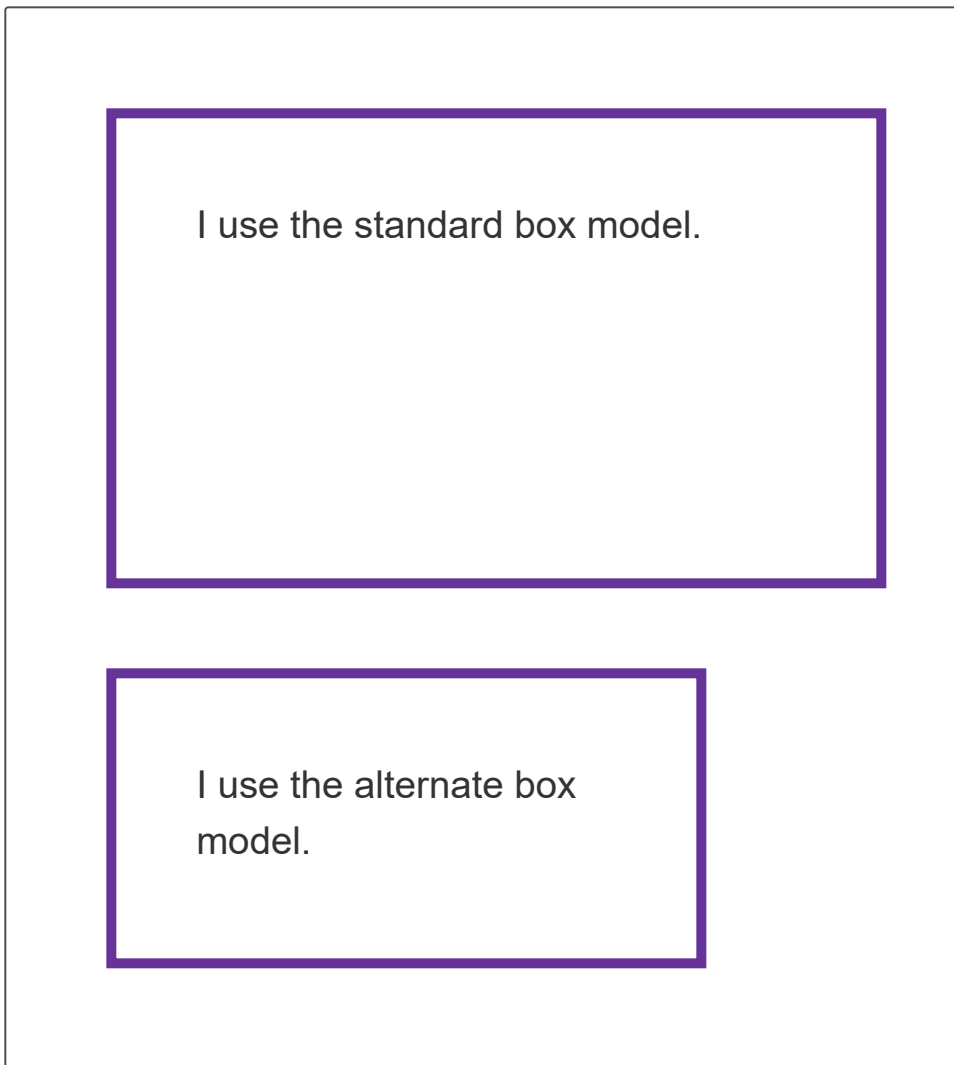 I use the standard box model.
I use the alternate box
model.